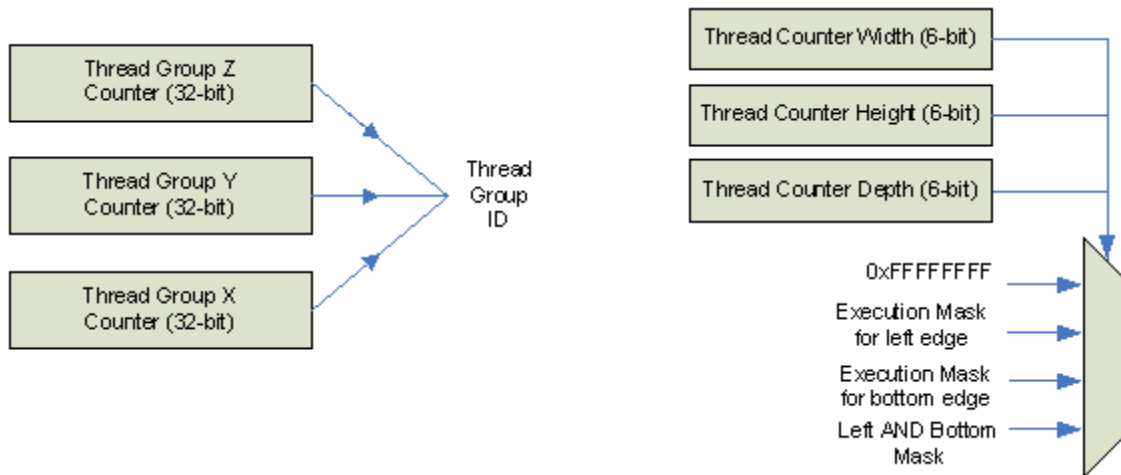 Thread Group Z
Counter (32-bit)
Thread Group Y
Counter (32-bit)
Thread Group X
Counter (32-bit)
Thread
Group
ID
Thread Counter Width (6-bit)
Thread Counter Height (6-bit)
Thread Counter Depth (6-bit)
0xFFFFFFFF
Execution Mask
for left edge
Execution Mask
for bottom edge
Left AND Bottom
Mask